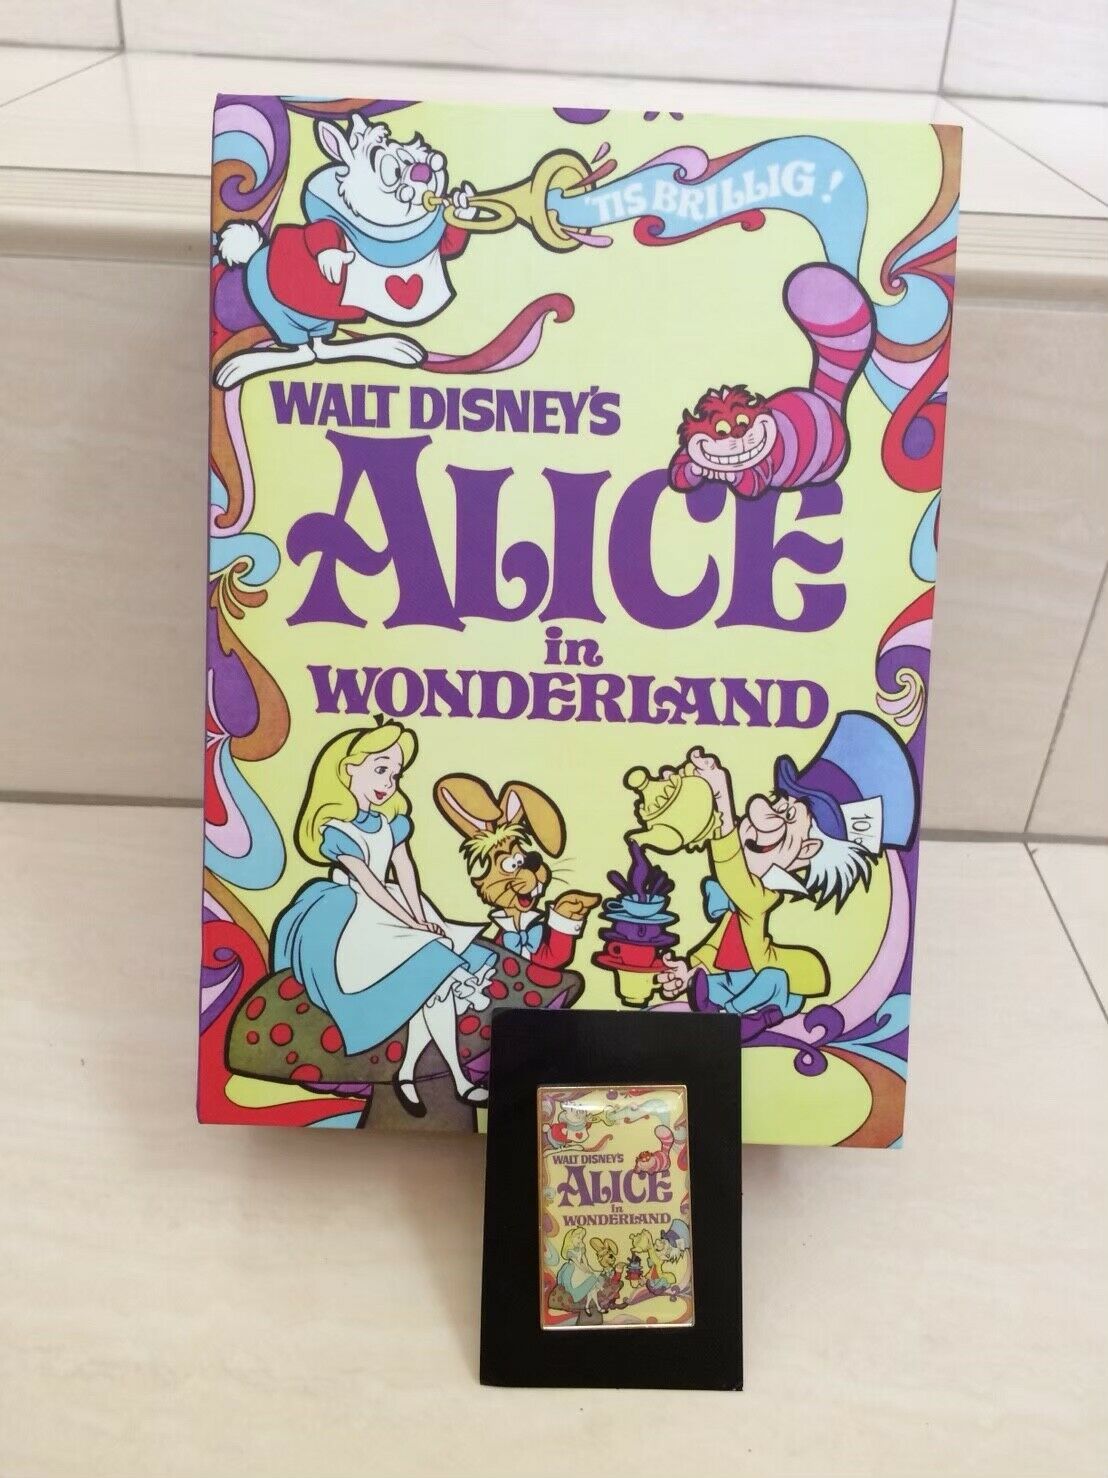 'TIS BRILLIG!
WALT DISNEY'S
ALICE
in
WONDERLAND
10/6
WALT DISNEY'S
ALICE
in
WONDERLAND